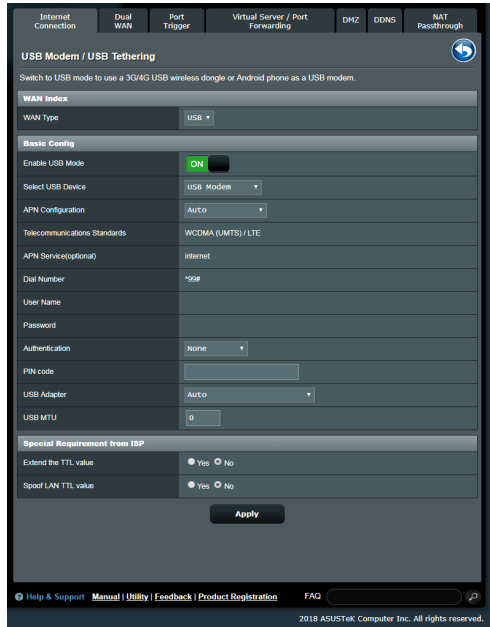 Internet Connection
Dual WAN
Port Trigger
Virtual Server / Port Forwarding
DMZ
DDNS
NAT Passthrough
USB Modem / USB Tethering
Switch to USB mode to use a 3G/4G USB wireless dongle or Android phone as a USB modem.
WAN Index
WAN Type USB
Basic Config
Enable USB Mode ON
Select USB Device USB Modem
APN Configuration Auto
Telecommunications Standards WCDMA (UMTS) / LTE
APN Service(optional) internet
Dial Number *99#
User Name
Password
Authentication None
PIN code
USB Adapter Auto
USB MTU 0
Special Requirement from ISP
Extend the TTL value Yes No
Spoof LAN TTL value Yes No
Apply
Help & Support Manual | Utility | Feedback | Product Registration FAQ
2018 ASUSTeK Computer Inc. All rights reserved.